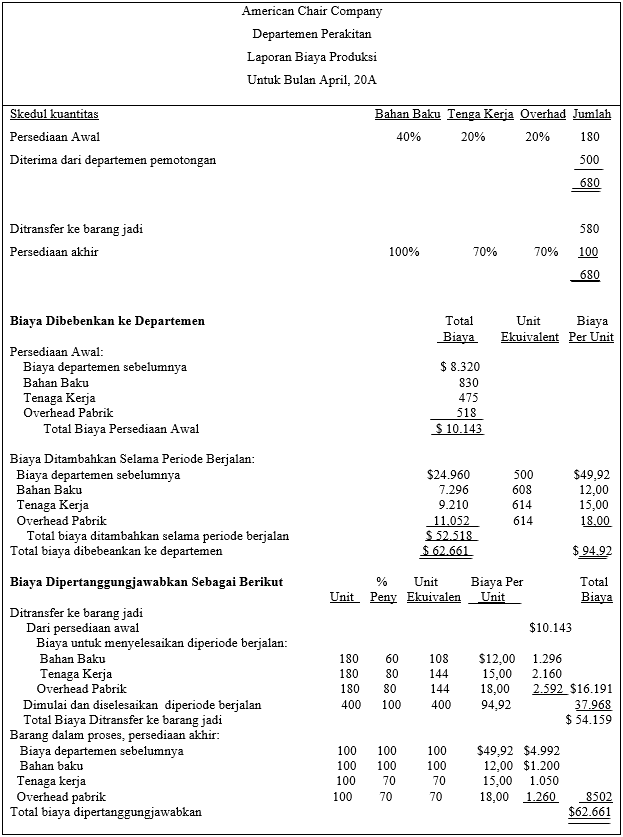 American Chair Company
Departemen Perakitan
Laporan Biaya Produksi
Untuk Bulan April, 20A
Skedul kuantitas Bahan Baku Tenga Kerja Overhad Jumlah
Persediaan Awal 40% 20% 20% 180
Diterima dari departemen pemotongan 500
680
Ditransfer ke barang jadi 580
Persediaan akhir 100% 70% 70% 100
680
Biaya Dibebenkan ke Departemen Total Unit Biaya
Biaya Ekuivalent Per Unit
Persediaan Awal:
Biaya departemen sebelumnya $ 8.320
Bahan Baku 830
Tenaga Kerja 475
Overhead Pabrik 518
Total Biaya Persediaan Awal $ 10.143
Biaya Ditambahkan Selama Periode Berjalan:
Biaya departemen sebelumnya $24.960 500 $49,92
Bahan Baku 7.296 608 12,00
Tenaga Kerja 9.210 614 15,00
Overhead Pabrik 11,052 614 18,00
Total biaya ditambahkan selama periode berjalan $ 52.518
Total biaya dibebeankan ke departemen $ 62.661 $ 94,92
Biaya Dipertanggungjawabkan Sebagai Berikut % Unit Biaya Per Total
Unit Peny Ekuivalen Unit Biaya
Ditransfer ke barang jadi
Dari persediaan awal $10.143
Biaya untuk menyelesaikan diperiode berjalan:
Bahan Baku 180 60 108 $12,00 1.296
Tenaga Kerja 180 80 144 15,00 2.160
Overhead Pabrik 180 80 144 18,00 2.592 $16.191
Dimulai dan diselesaikan diperiode berjalan 400 100 400 94,92 37.968
Total Biaya Ditransfer ke barang jadi $ 54.159
Barang dalam proses, persediaan akhir:
Biaya departemen sebelumnya 100 100 100 $49,92 $4.992
Bahan baku 100 100 100 12,00 $1.200
Tenaga kerja 100 70 70 15,00 1.050
Overhead pabrik 100 70 70 18,00 1.260 8502
Total biaya dipertanggungjawabkan $62.661